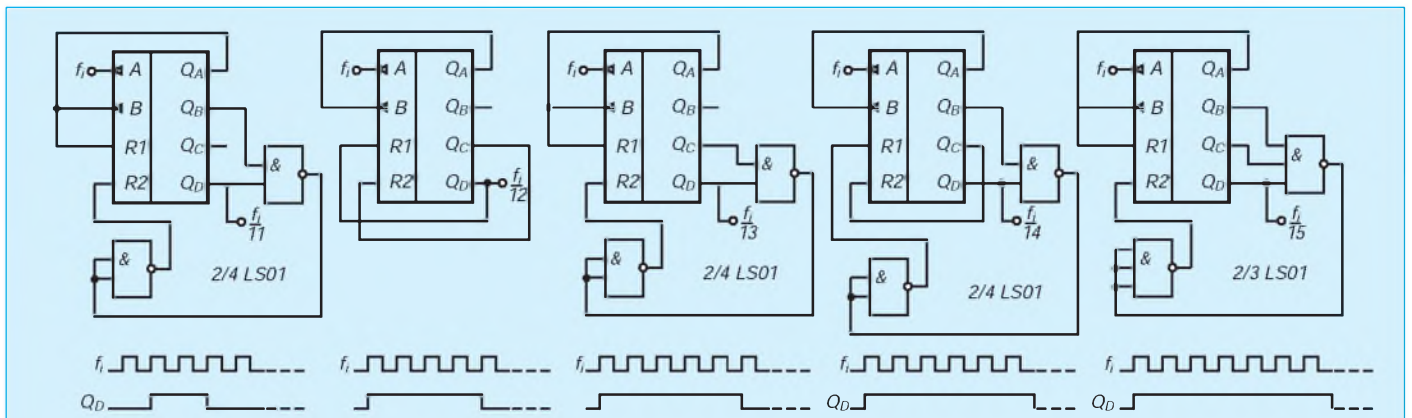 fi A QA
B QB
R1 QC
R2 QD
&
fi/11
&
2/4 LS01
fi A QA
B QB
R1 QC
R2 QD
fi/12
fi A QA
B QB
R1 QC
R2 QD
&
fi/13
&
2/4 LS01
fi A QA
B QB
R1 QC
R2 QD
&
fi/14
&
2/4 LS01
fi A QA
B QB
R1 QC
R2 QD
&
fi/15
&
2/3 LS01
fi fi fi fi fi
QD QD QD